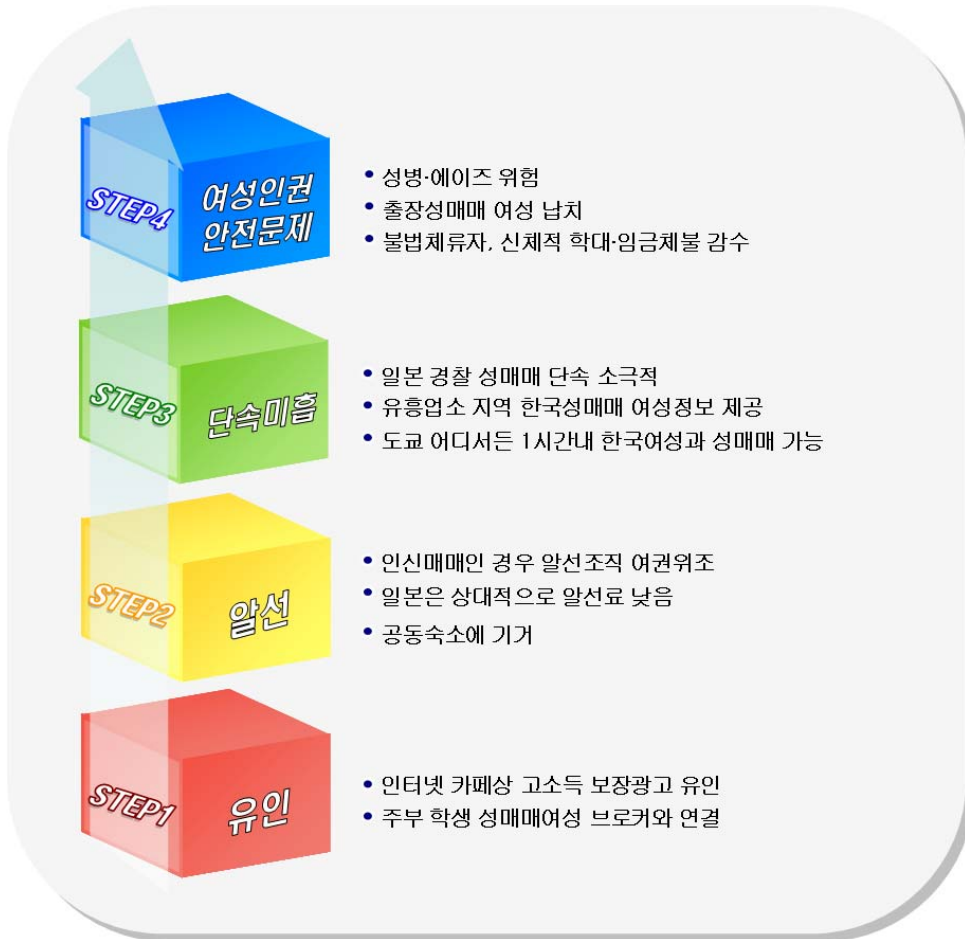 STEP4
여성인권
안전문제
• 성병·에이즈 위험
• 출장성매매 여성 납치
• 불법체류자, 신체적 학대·임금체불 감수
STEP3
단속미흡
• 일본 경찰 성매매 단속 소극적
• 유흥업소 지역 한국성매매 여성정보 제공
• 도쿄 어디서든 1시간내 한국여성과 성매매 가능
STEP2
알선
• 인신매매인 경우 알선조직 여권위조
• 일본은 상대적으로 알선료 낮음
• 공동숙소에 기거
STEP1
유인
• 인터넷 카페상 고소득 보장광고 유인
• 주부 학생 성매매여성 브로커와 연결